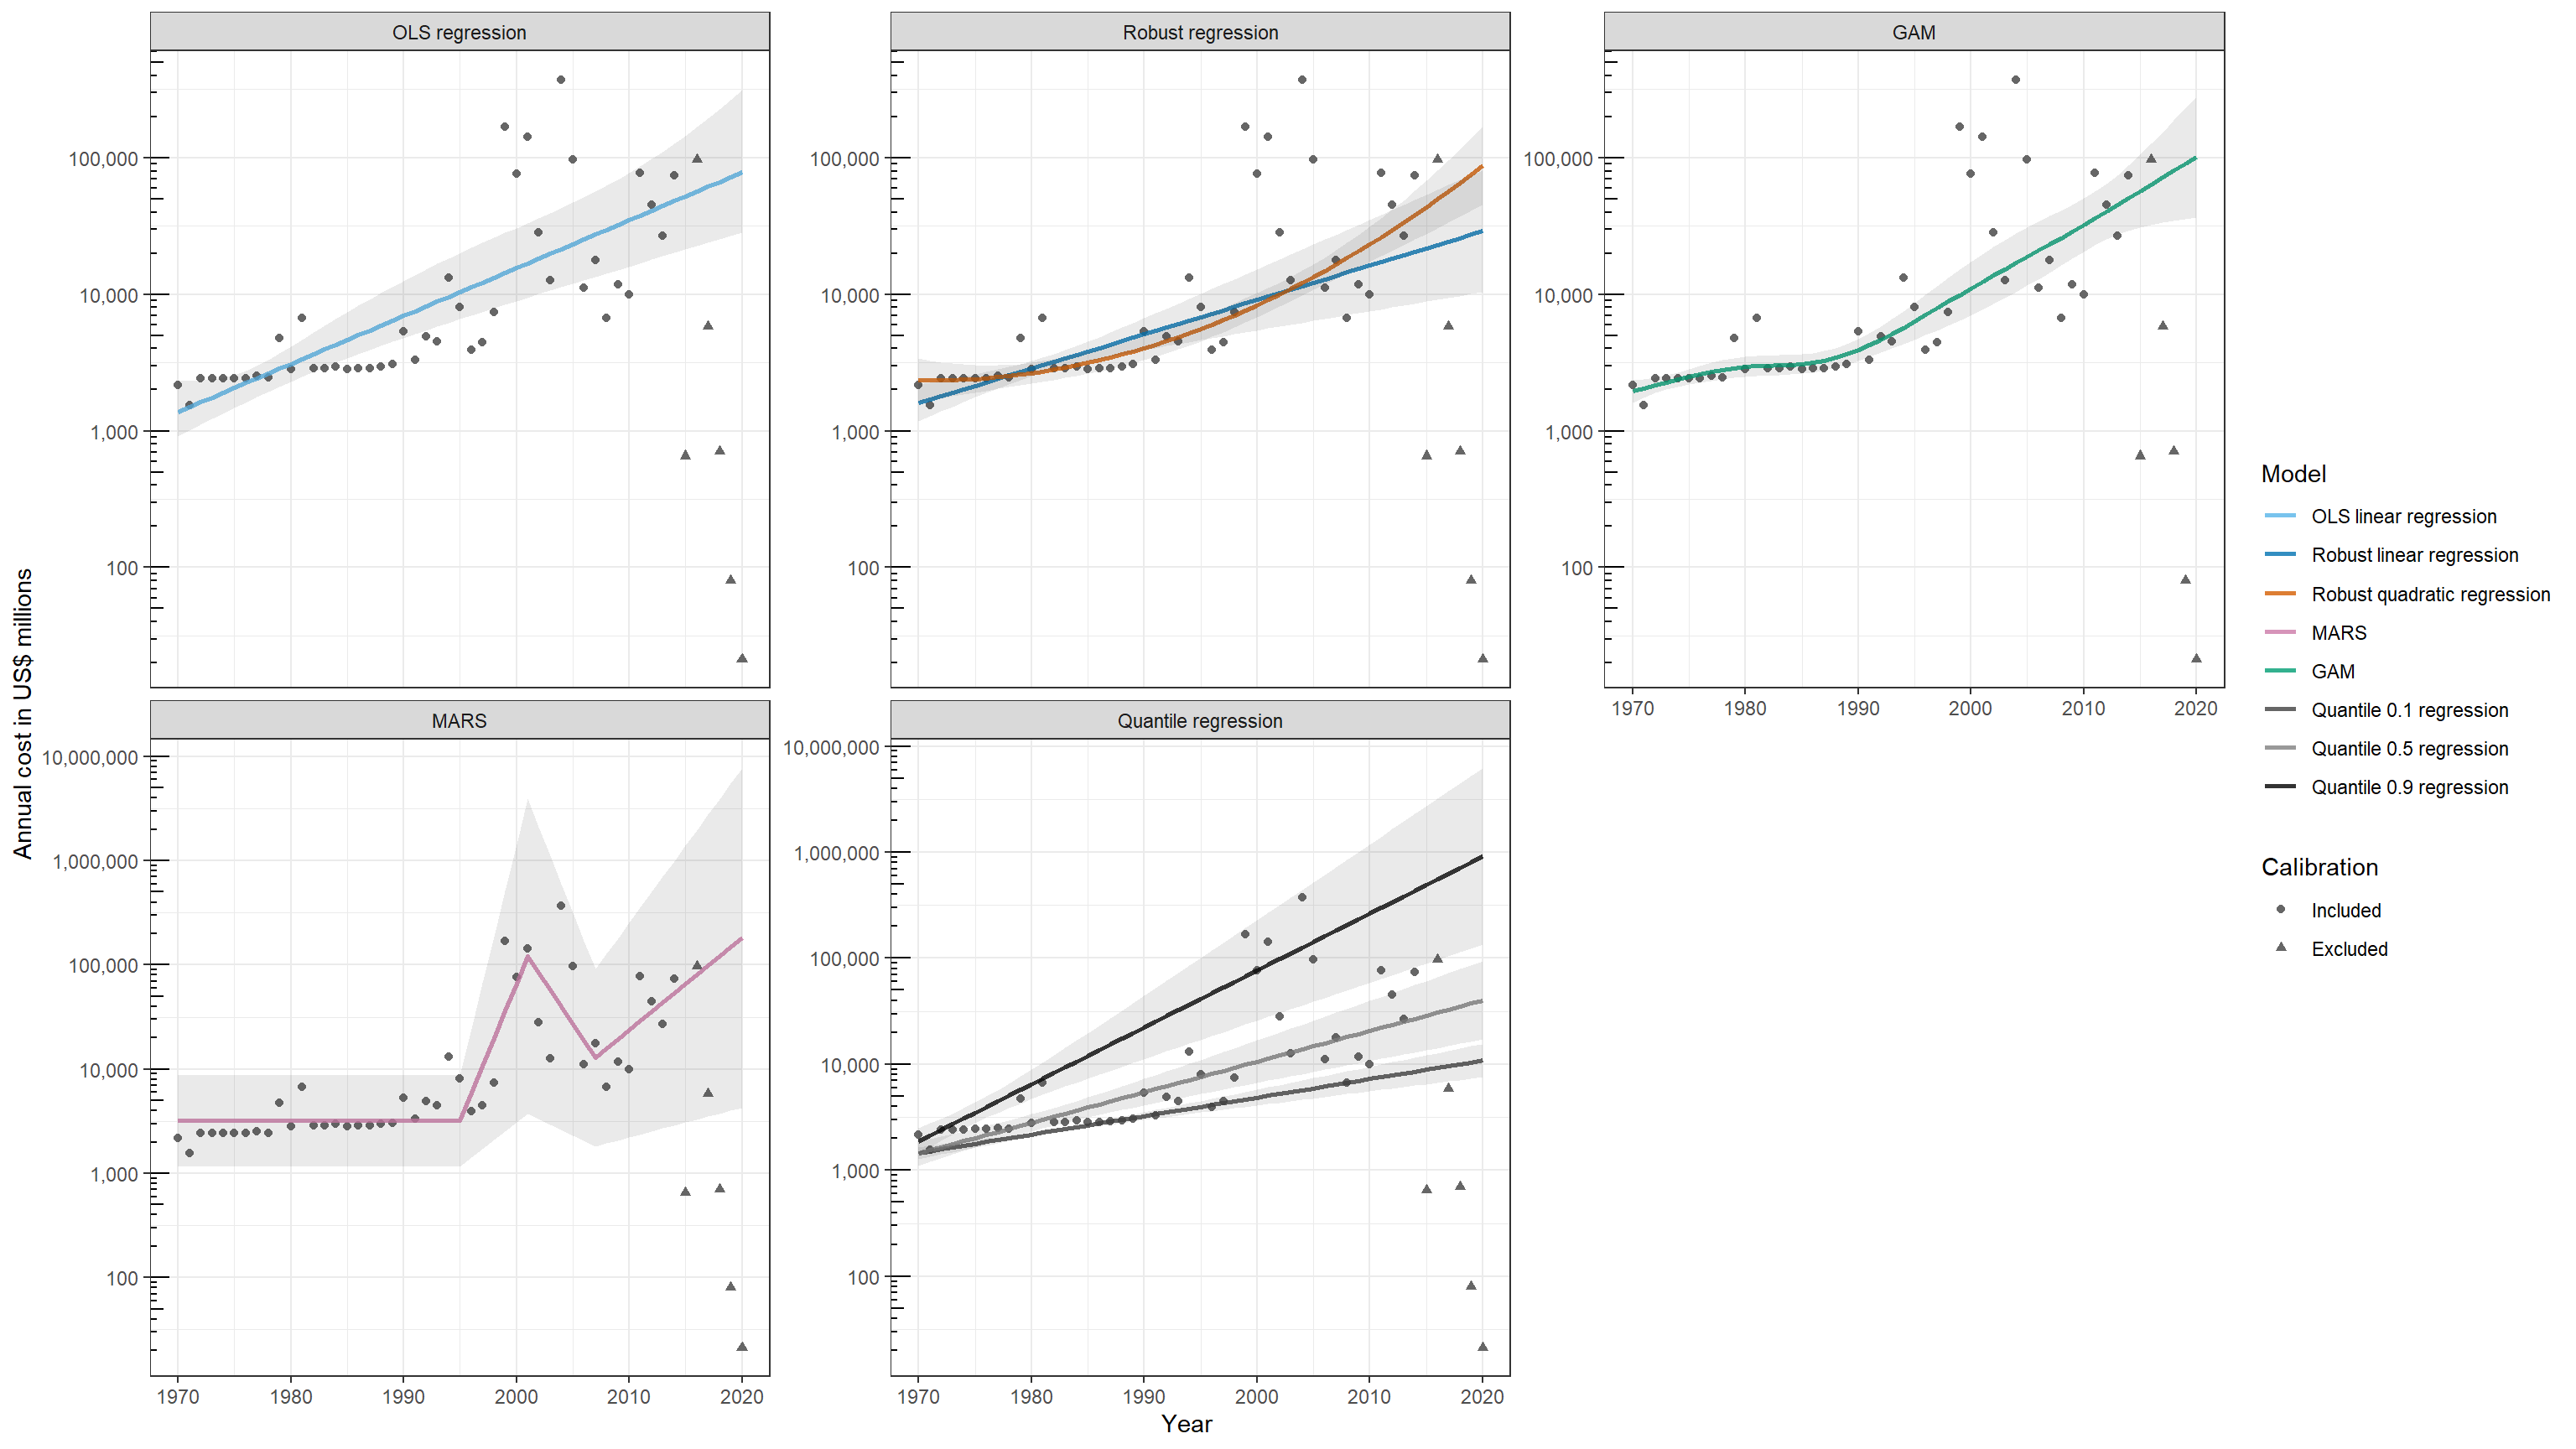 OLS regression
Robust regression
GAM
100,000
10,000
1,000
100
100,000
10,000
1,000
100
100,000
10,000
1,000
100
1970 1980 1990 2000 2010 2020
Annual cost in US$ millions
MARS
Quantile regression
10,000,000
1,000,000
100,000
10,000
1,000
100
10,000,000
1,000,000
100,000
10,000
1,000
100
1970 1980 1990 2000 2010 2020
1970 1980 1990 2000 2010 2020
Year
Model
OLS linear regression
Robust linear regression
Robust quadratic regression
MARS
GAM
Quantile 0.1 regression
Quantile 0.5 regression
Quantile 0.9 regression
Calibration
Included
Excluded